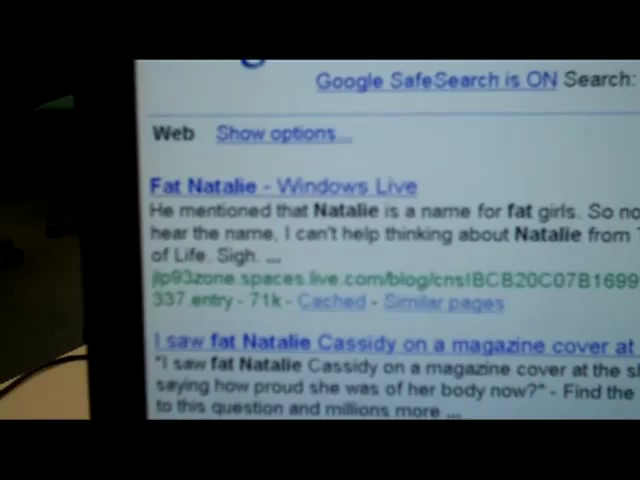 Google SafeSearch is ON Search:
Web Show options...
Fat Natalie - Windows Live
He mentioned that Natalie is a name for fat girls. So no
hear the name, I can't help thinking about Natalie from
of Life. Sigh. ...
jlp93zone.spaces.live.com/blog/cns!BCB20C07B1699
337.entry - 71k - Cached - Similar pages
I saw fat Natalie Cassidy on a magazine cover at
"I saw fat Natalie Cassidy on a magazine cover at the sh
saying how proud she was of her body now?" - Find the
to this question and millions more ...